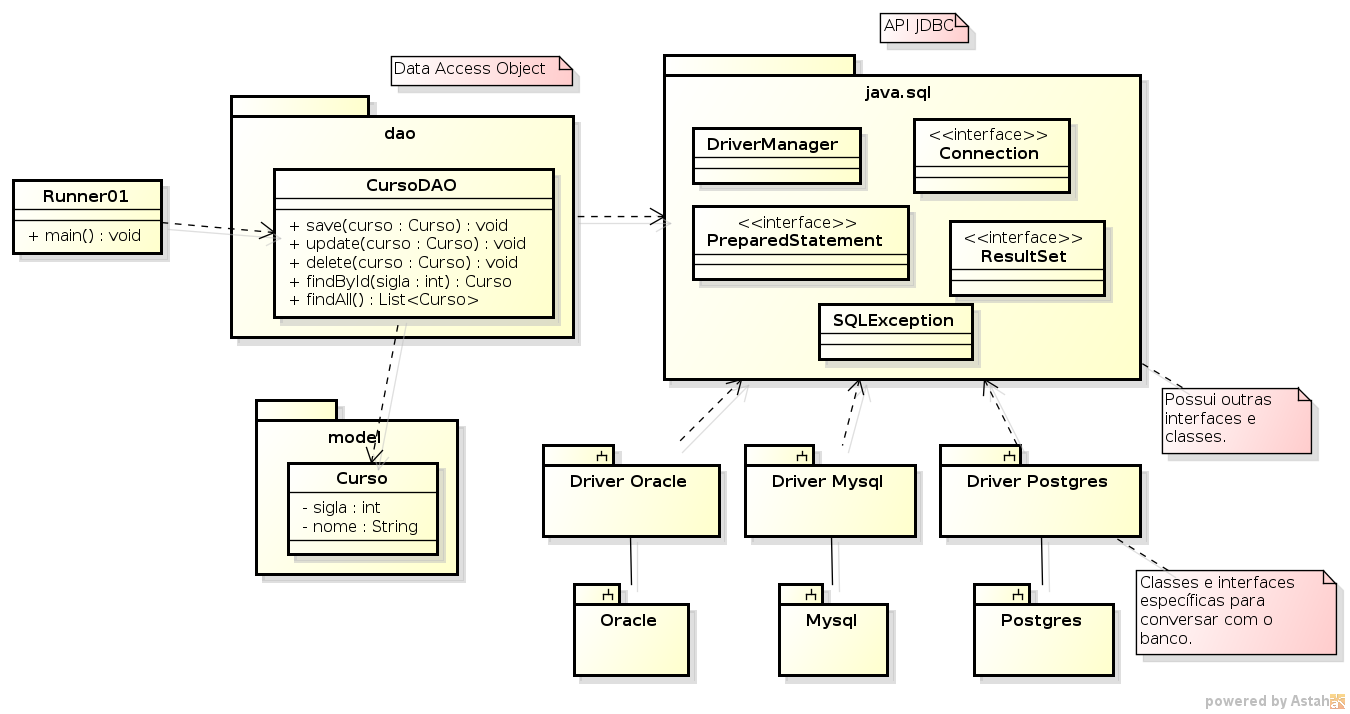 API JDBC
Data Access Object
java.sql
dao
DriverManager
<<interface>>
Connection
CursoDAO
Runner01
+ main() : void
+ save(curso : Curso) : void
+ update(curso : Curso) : void
+ delete(curso : Curso) : void
+ findById(sigla : int) : Curso
+ findAll() : List<Curso>
<<interface>>
PreparedStatement
<<interface>>
ResultSet
SQLException
Possui outras
interfaces e
classes.
model
Curso
- sigla : int
- nome : String
Driver Oracle
Driver Mysql
Driver Postgres
Classes e interfaces
específicas para
conversar com o
banco.
Oracle
Mysql
Postgres
powered by Astah